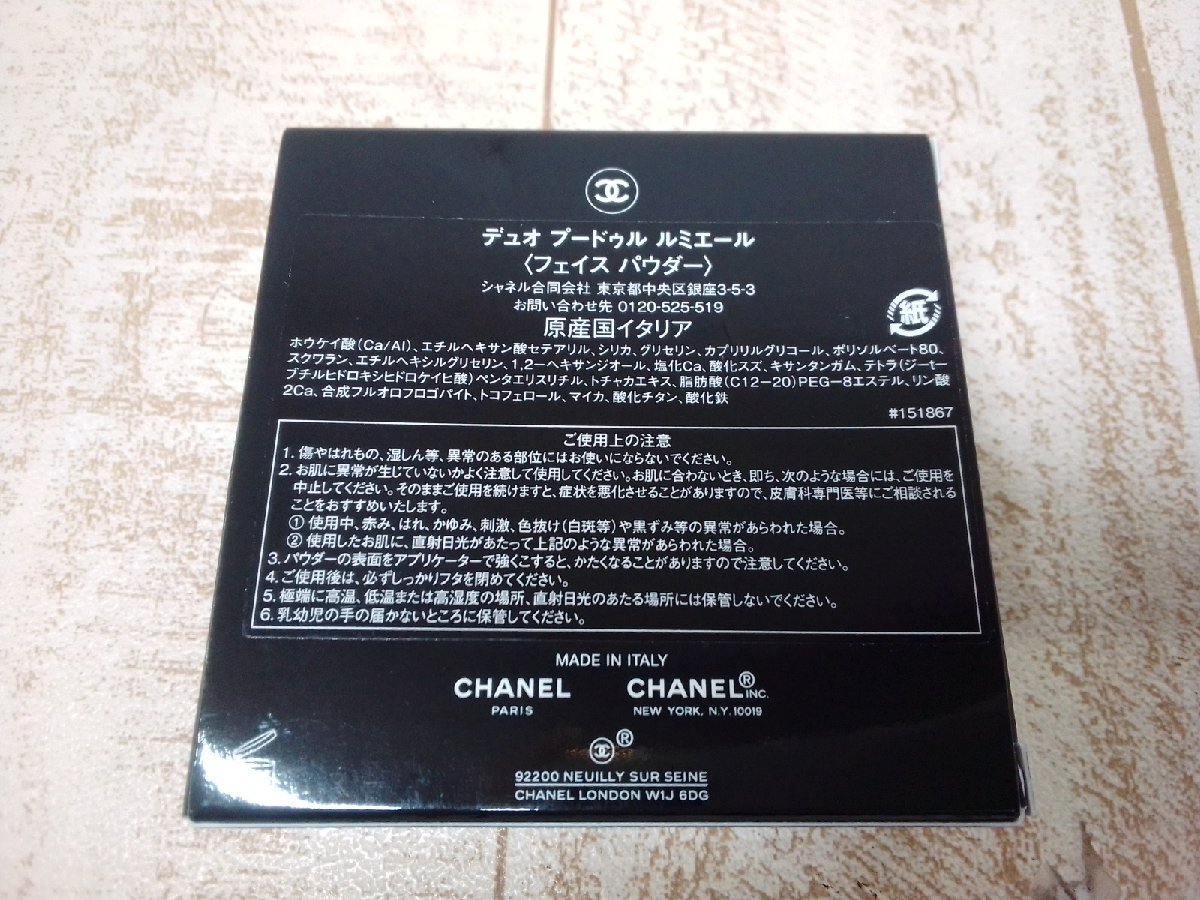 デュオ プードゥル ルミエール
〈フェイス パウダー〉
シャネル合同会社 東京都中央区銀座3-5-3
お問い合わせ先 0120-525-519
原産国イタリア
紙
ホウケイ酸(Ca/Al)、エチルヘキサン酸セテアリル、シリカ、グリセリン、カプリリルグリコール、ポリソルベート80、
スクワラン、エチルヘキシルグリセリン、1,2-ヘキサンジオール、塩化Ca、酸化スズ、キサンタンガム、テトラ(ジ-t-
ブチルヒドロキシヒドロケイヒ酸)ペンタエリスリチル、トチャカエキス、脂肪酸(C12-20)PEG-8エステル、リン酸
2Ca、合成フルオロフロゴパイト、トコフェロール、マイカ、酸化チタン、酸化鉄
#151867
ご使用上の注意
1. 傷やはれもの、湿しん等、異常のある部位にはお使いにならないでください。
2. お肌に異常が生じていないかよく注意して使用してください。お肌に合わないとき、即ち、次のような場合には、ご使用を
中止してください。そのままご使用を続けますと、症状を悪化させることがありますので、皮膚科専門医等にご相談される
ことをおすすめいたします。
① 使用中、赤み、はれ、かゆみ、刺激、色抜け(白斑等)や黒ずみ等の異常があらわれた場合。
② 使用したお肌に、直射日光があたって上記のような異常があらわれた場合。
3. パウダーの表面をアプリケーターで強くこすると、かたくなることがありますので注意してください。
4. ご使用後は、必ずしっかりフタを閉めてください。
5. 極端に高温、低温または高湿度の場所、直射日光のあたる場所には保管しないでください。
6. 乳幼児の手の届かないところに保管してください。
MADE IN ITALY
CHANEL CHANEL® INC.
PARIS NEW YORK, N.Y. 10019
®
92200 NEUILLY SUR SEINE
CHANEL LONDON W1J 6DG